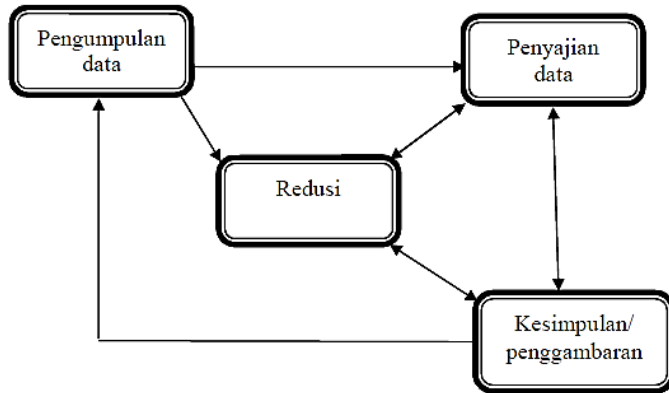 Pengumpulan
data
Penyajian
data
Redusi
Kesimpulan/
penggambaran